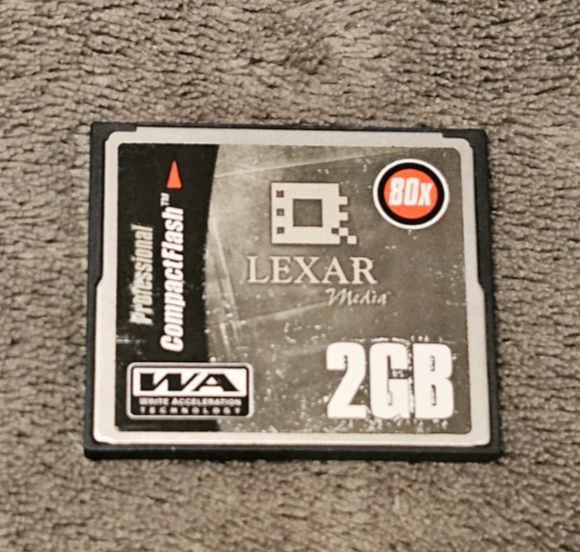 80x
Professional
CompactFlash™
LEXAR
Media
2GB
WA
WRITE ACCELERATION
TECHNOLOGY